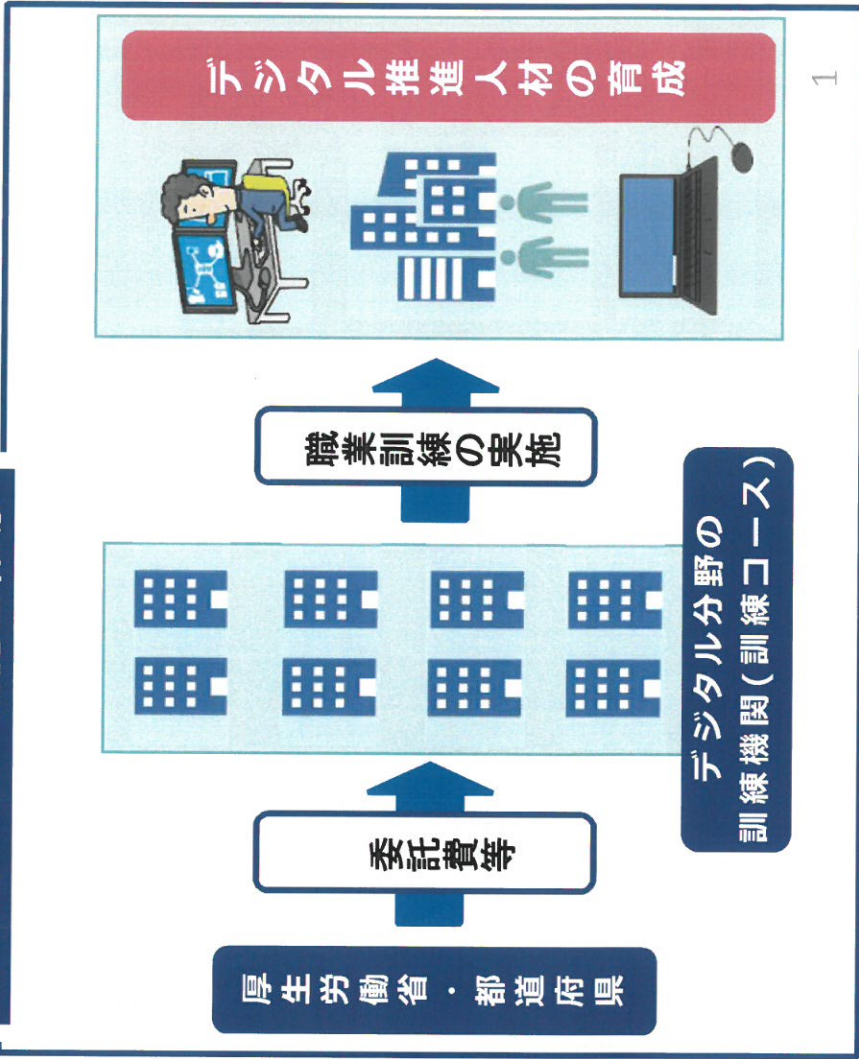 厚生労働省・都道府県
委託費等
デジタル分野の
訓練機関(訓練コース)
職業訓練の実施
デジタル推進人材の育成
1